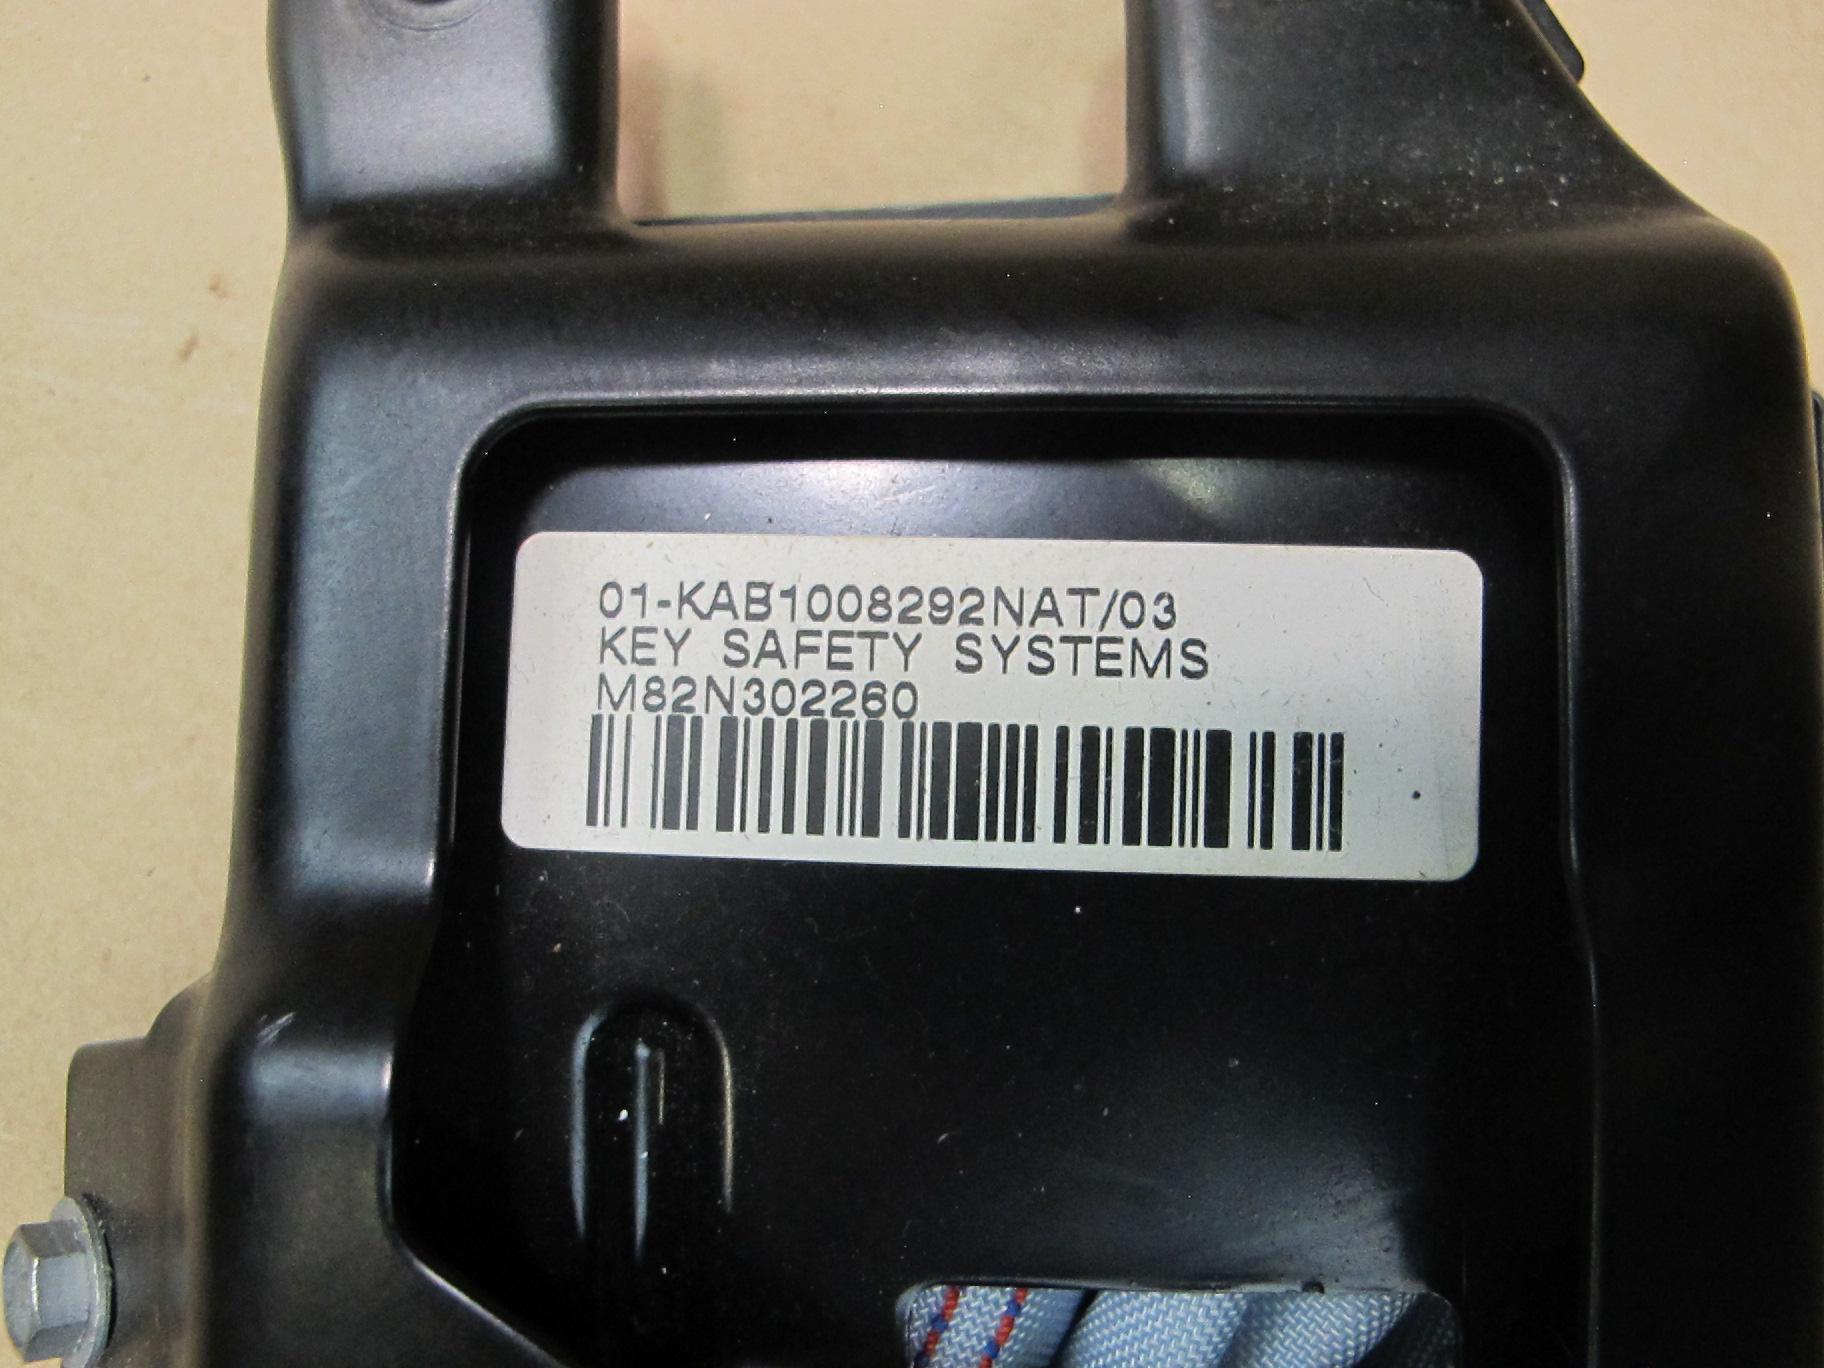 01-KAB1008292NAT/03
KEY SAFETY SYSTEMS
M82N302260